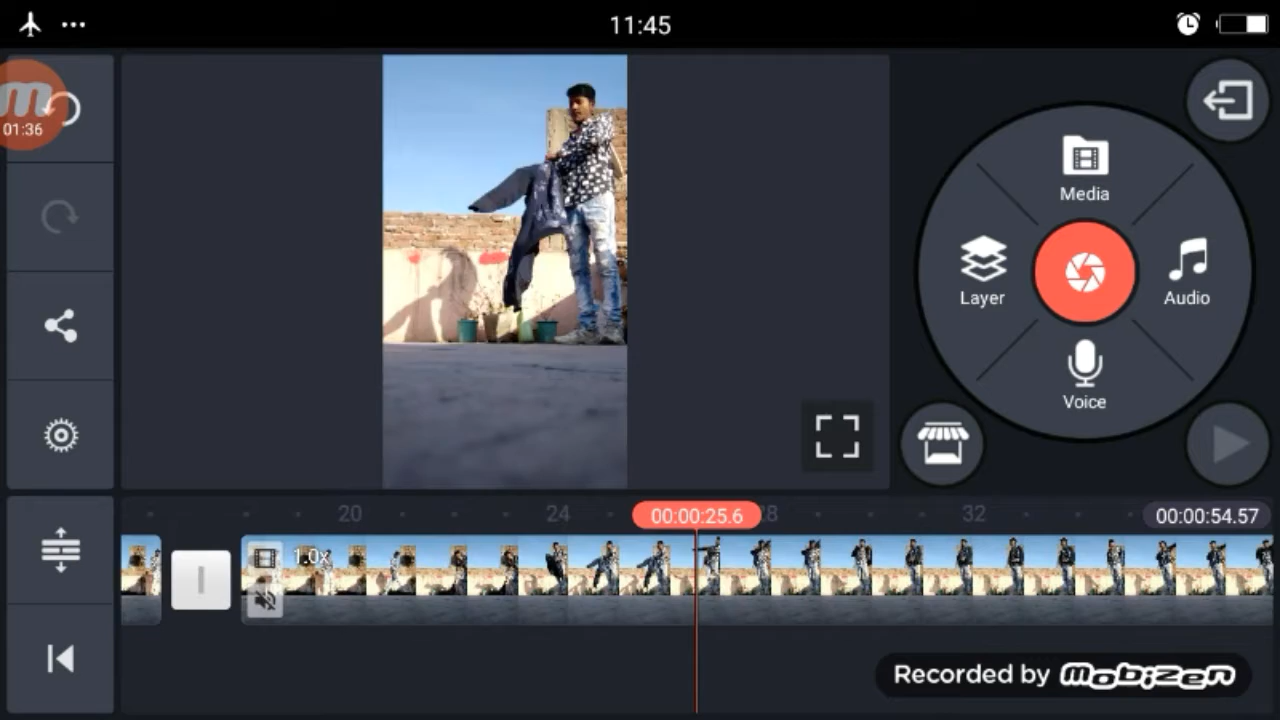 11:45
m
01:36
Media
Layer
Audio
Voice
20
24
00:00:25.6
28
32
00:00:54.57
1.0x
Recorded by mobizen